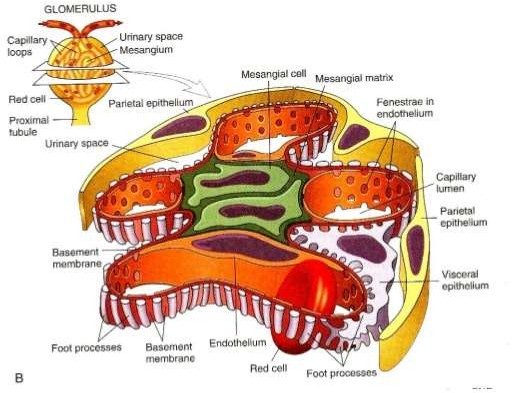 GLOMERULUS
Capillary
loops
Urinary space
Mesangium
Red cell
Proximal
tubule
Parietal epithelium
Urinary space
Mesangial cell
Mesangial matrix
Fenestrae in
endothelium
Capillary
lumen
Parietal
epithelium
Visceral
epithelium
Basement
membrane
Foot processes
Basement
membrane
Endothelium
Red cell
Foot processes
B